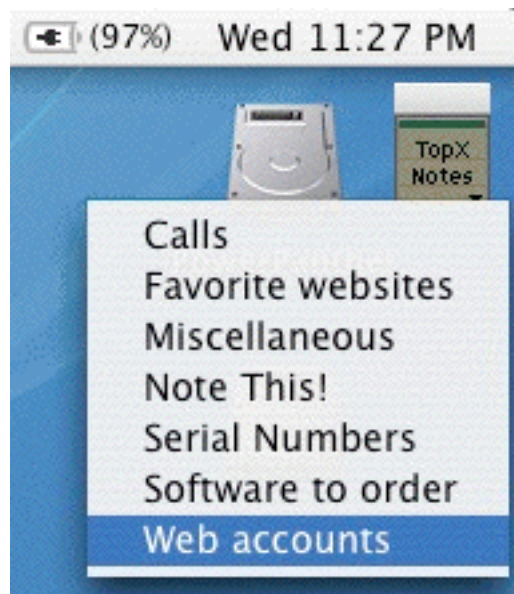 (97%) Wed 11:27 PM
TopX
Notes
Calls
Favorite websites
Miscellaneous
Note This!
Serial Numbers
Software to order
Web accounts